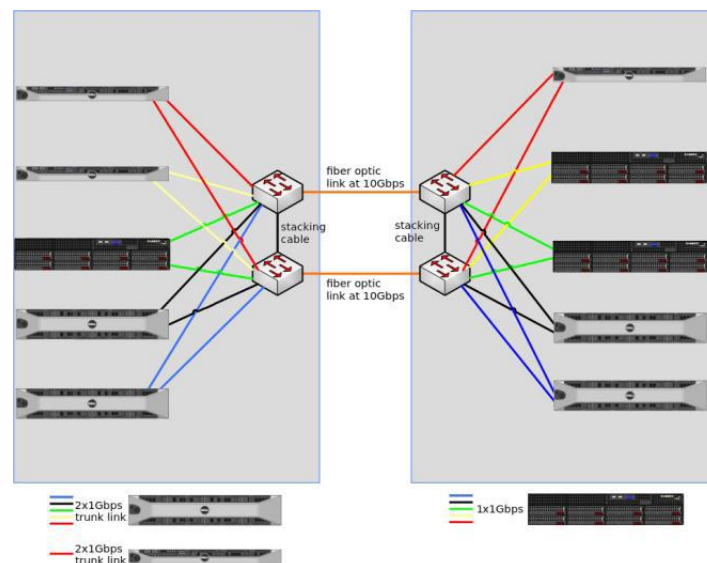 fiber optic
link at 10Gbps
stacking
cable
stacking
cable
fiber optic
link at 10Gbps
2x1Gbps
trunk link
1x1Gbps
2x1Gbps
trunk link